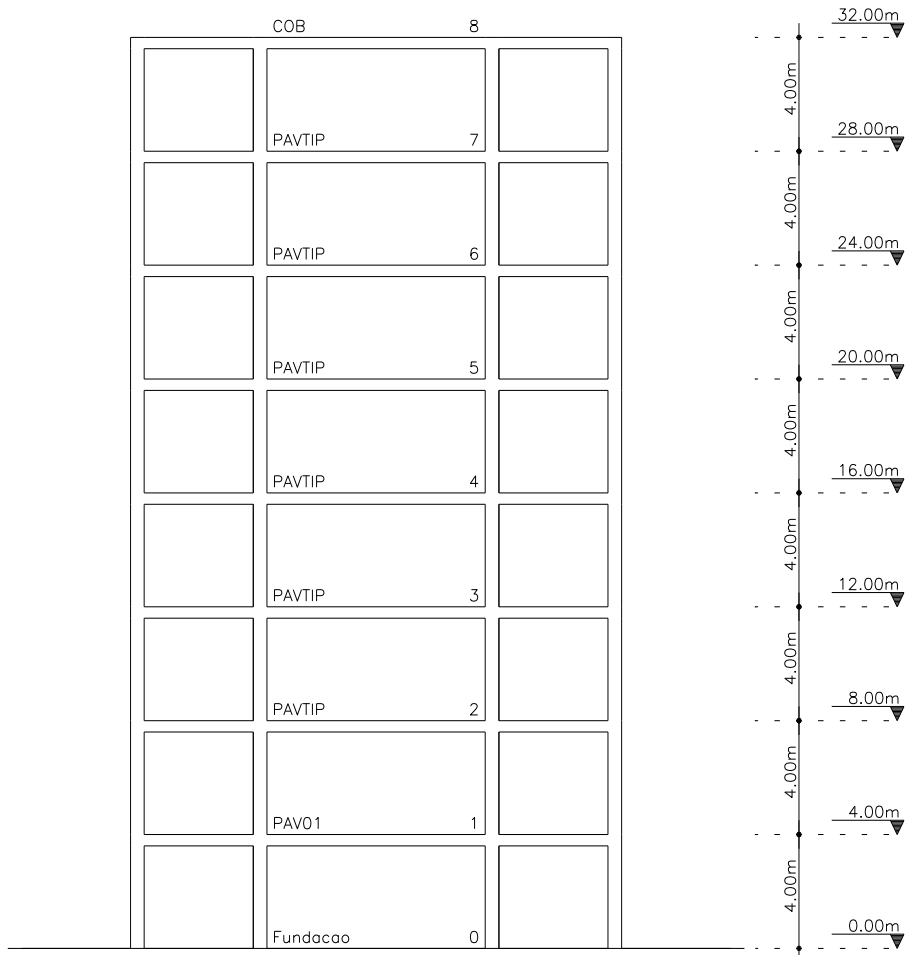 COB 8 32.00m
4.00m
PAVTIP 7 28.00m
4.00m
PAVTIP 6 24.00m
4.00m
PAVTIP 5 20.00m
4.00m
PAVTIP 4 16.00m
4.00m
PAVTIP 3 12.00m
4.00m
PAVTIP 2 8.00m
4.00m
PAV01 1 4.00m
4.00m
Fundacao 0 0.00m